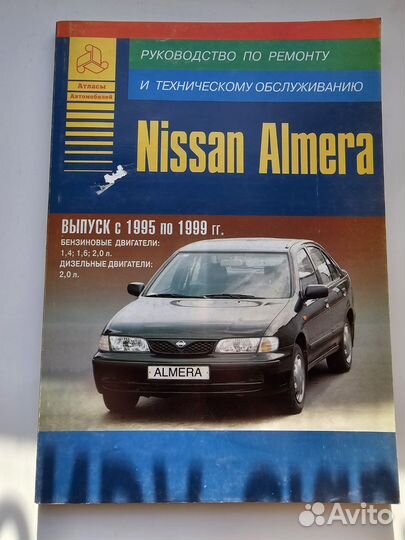 РУКОВОДСТВО ПО РЕМОНТУ
И ТЕХНИЧЕСКОМУ ОБСЛУЖИВАНИЮ
Атласы
Автомобилей
Nissan Almera
ВЫПУСК с 1995 по 1999 гг.
БЕНЗИНОВЫЕ ДВИГАТЕЛИ:
1,4; 1,6; 2,0 л.
ДИЗЕЛЬНЫЕ ДВИГАТЕЛИ:
2,0 л.
ALMERA
Avito